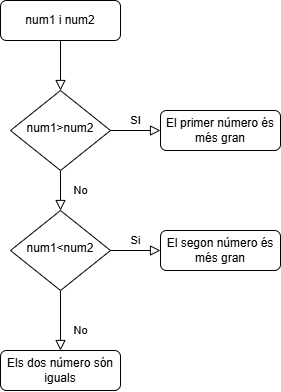 num1 i num2
num1>num2
SI
El primer número és
més gran
No
num1<num2
Si
El segon número és
més gran
No
Els dos número són
iguals